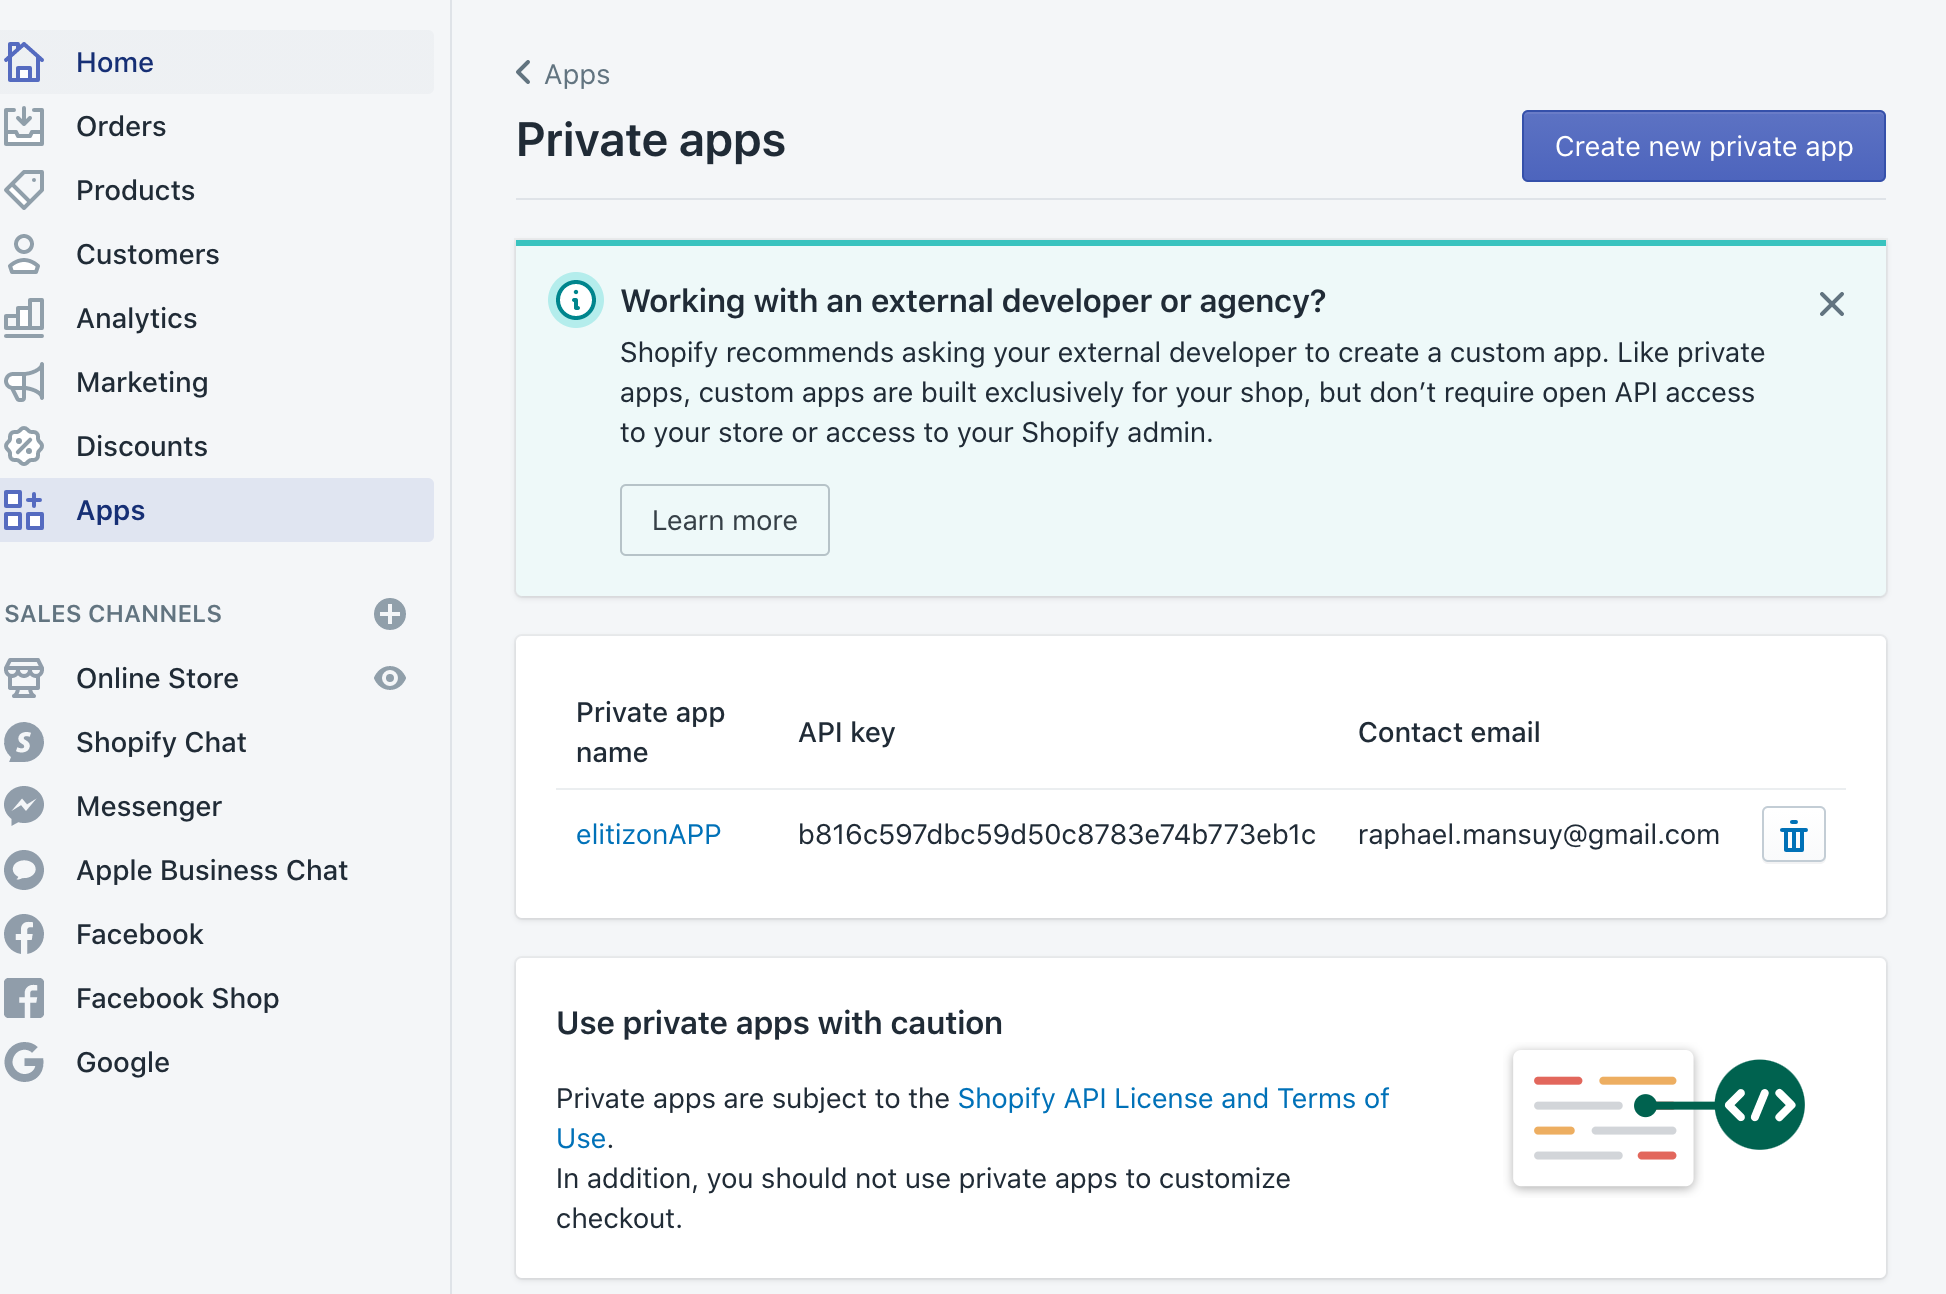 Home
Orders
Products
Customers
Analytics
Marketing
Discounts
Apps
SALES CHANNELS
Online Store
Shopify Chat
Messenger
Apple Business Chat
Facebook
Facebook Shop
Google
Apps
Private apps
Create new private app
Working with an external developer or agency?
Shopify recommends asking your external developer to create a custom app. Like private
apps, custom apps are built exclusively for your shop, but don’t require open API access
to your store or access to your Shopify admin.
Learn more
Private app
name
API key
Contact email
elitizonAPP
b816c597dbc59d50c8783e74b773eb1c
raphael.mansuy@gmail.com
Use private apps with caution
Private apps are subject to the Shopify API License and Terms of
Use.
In addition, you should not use private apps to customize
checkout.